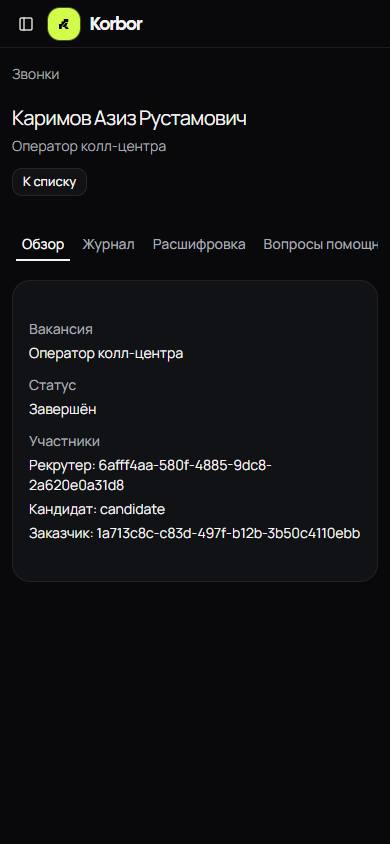 Korbor
Звонки
Каримов Азиз Рустамович
Оператор колл-центра
К списку
Обзор Журнал Расшифровка Вопросы помощн
Вакансия
Оператор колл-центра
Статус
Завершён
Участники
Рекрутер: 6afff4aa-580f-4885-9dc8-
2a620e0a31d8
Кандидат: candidate
Заказчик: 1a713c8c-c83d-497f-b12b-3b50c4110ebb